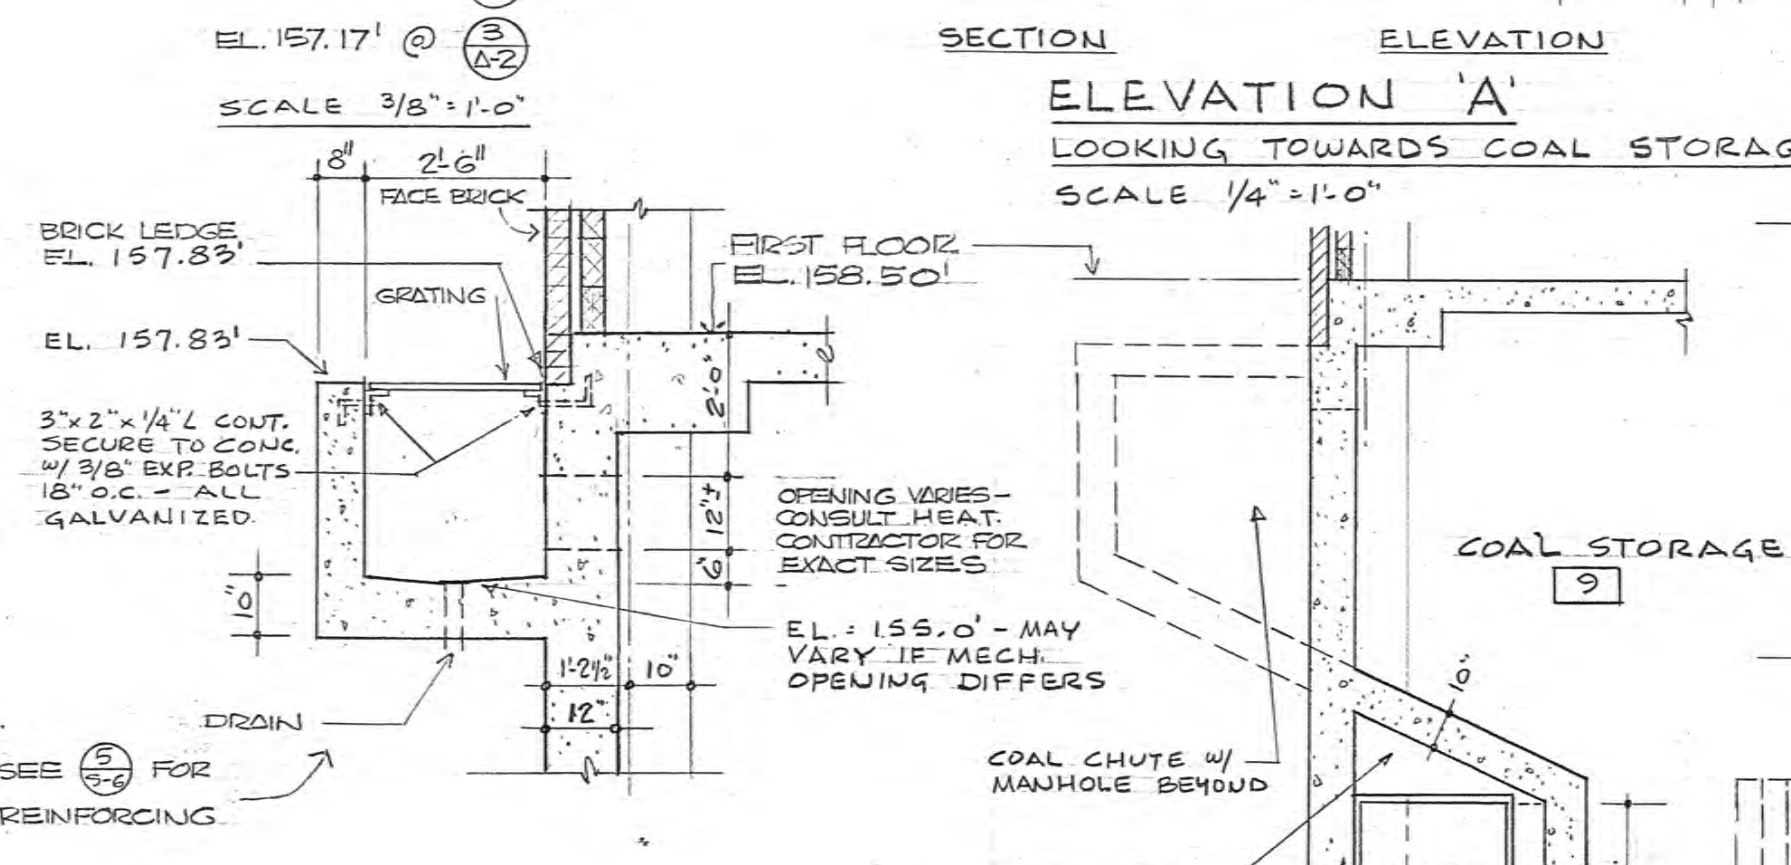 EL. 157.17' @ 3/A-2
SCALE 3/8" = 1'-0"
8"
2'-6"
FACE BRICK
BRICK LEDGE
EL. 157.83'
GRATING
EL. 157.83'
3"x 2"x 1/4" L CONT.
SECURE TO CONC.
W/ 3/8" EXP. BOLTS
18" O.C. - ALL
GALVANIZED.
10"
DRAIN
SEE 5/S-6 FOR
REINFORCING
FIRST FLOOR
EL. 158.50'
2'-0"
12"±
6"
OPENING VARIES-
CONSULT HEAT.
CONTRACTOR FOR
EXACT SIZES
EL. = 155.0' - MAY
VARY IF MECH.
OPENING DIFFERS
1'-2 1/2"
10"
12"
SECTION
ELEVATION
ELEVATION 'A'
LOOKING TOWARDS COAL STORAG
SCALE 1/4" = 1'-0"
COAL STORAGE
9
10"
COAL CHUTE W/
MANHOLE BEYOND